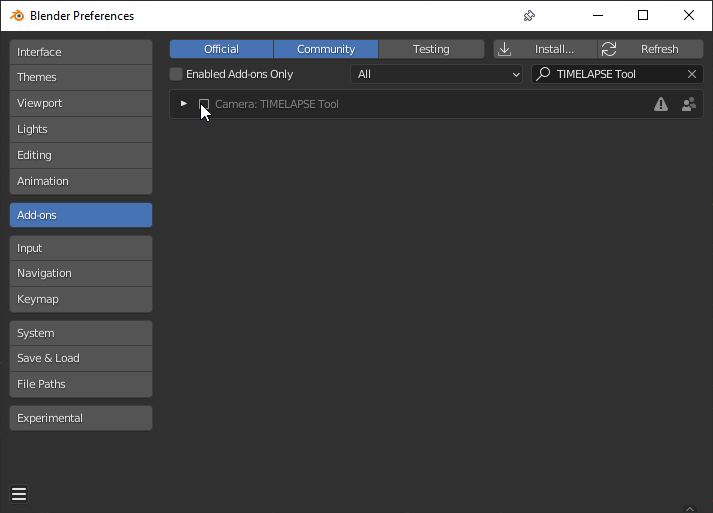 Blender Preferences
Interface
Themes
Viewport
Lights
Editing
Animation
Add-ons
Input
Navigation
Keymap
System
Save & Load
File Paths
Experimental
Official Community Testing Install... Refresh
Enabled Add-ons Only All TIMELAPSE Tool
Camera: TIMELAPSE Tool